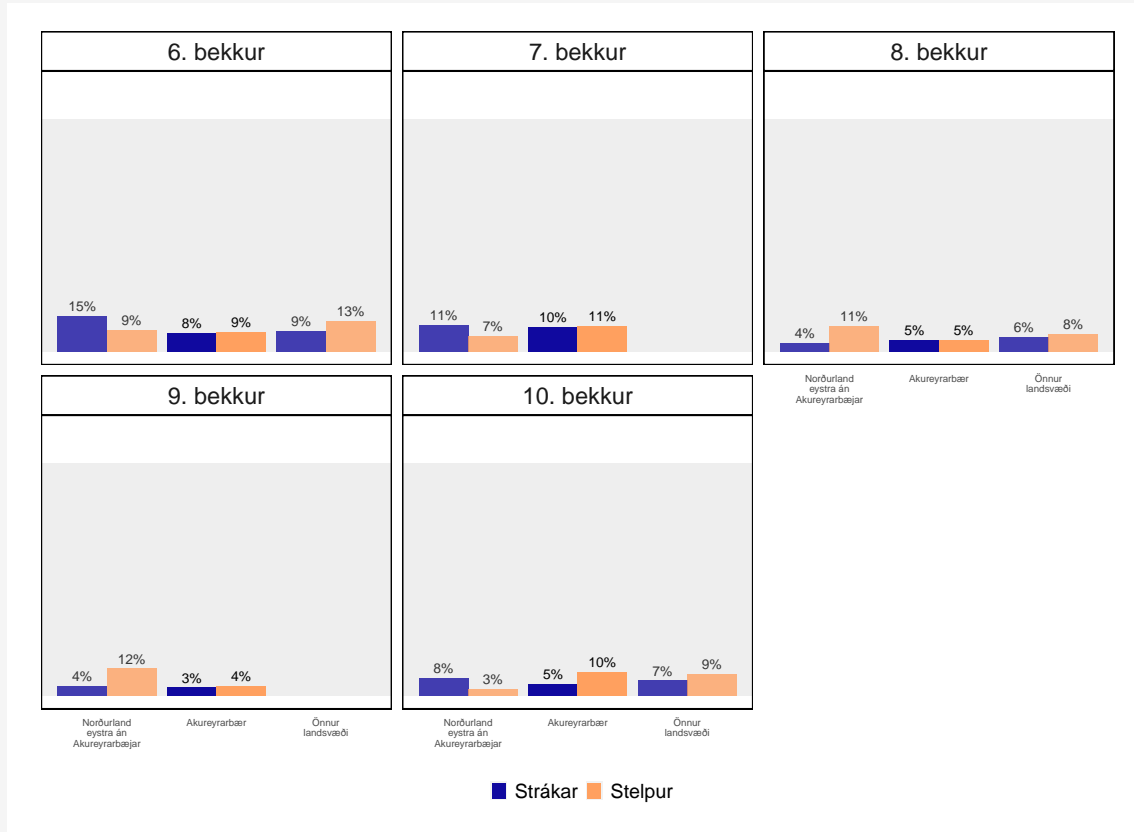 6. bekkur
7. bekkur
8. bekkur
15%
9%
8%
9%
9%
13%
11%
7%
10%
11%
4%
11%
5%
5%
6%
8%
Norðurland
eystra án
Akureyrarbæjar
Akureyrarbær
Önnur
landsvæði
9. bekkur
10. bekkur
4%
12%
3%
4%
8%
3%
5%
10%
7%
9%
Norðurland
eystra án
Akureyrarbæjar
Akureyrarbær
Önnur
landsvæði
Norðurland
eystra án
Akureyrarbæjar
Akureyrarbær
Önnur
landsvæði
Strákar
Stelpur